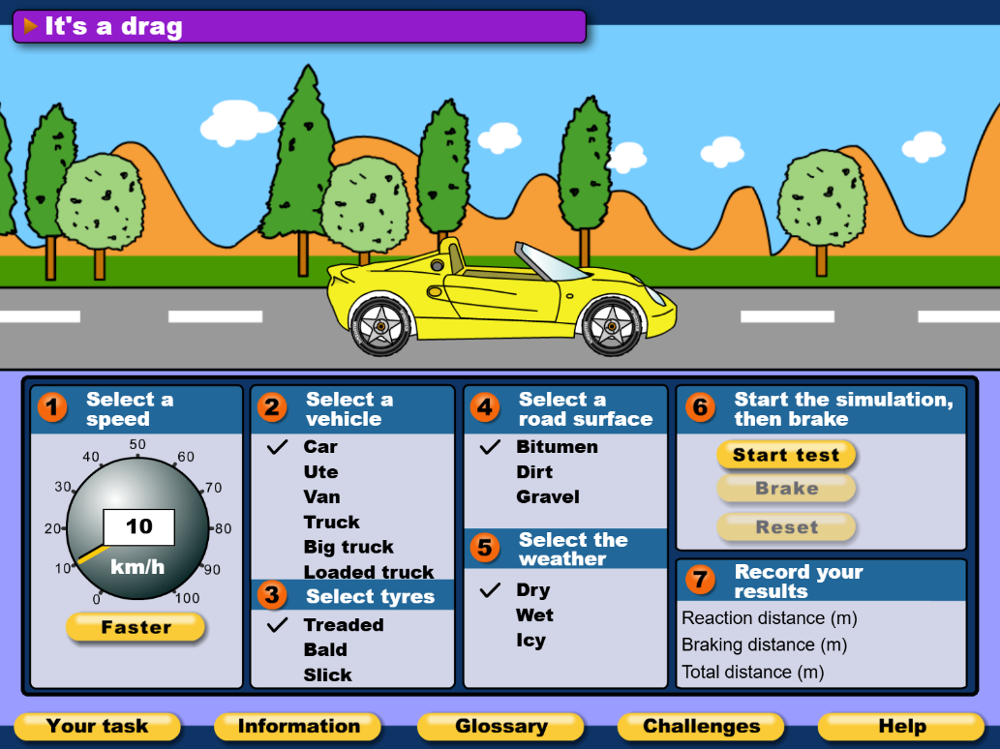 It's a drag
1
Select a
speed
50
40
60
30
70
20
80
10
90
0
100
10
km/h
Faster
2
Select a
vehicle
Car
Ute
Van
Truck
Big truck
Loaded truck
3
Select tyres
Treaded
Bald
Slick
4
Select a
road surface
Bitumen
Dirt
Gravel
5
Select the
weather
Dry
Wet
Icy
6
Start the simulation,
then brake
Start test
Brake
Reset
7
Record your
results
Reaction distance (m)
Braking distance (m)
Total distance (m)
Your task
Information
Glossary
Challenges
Help